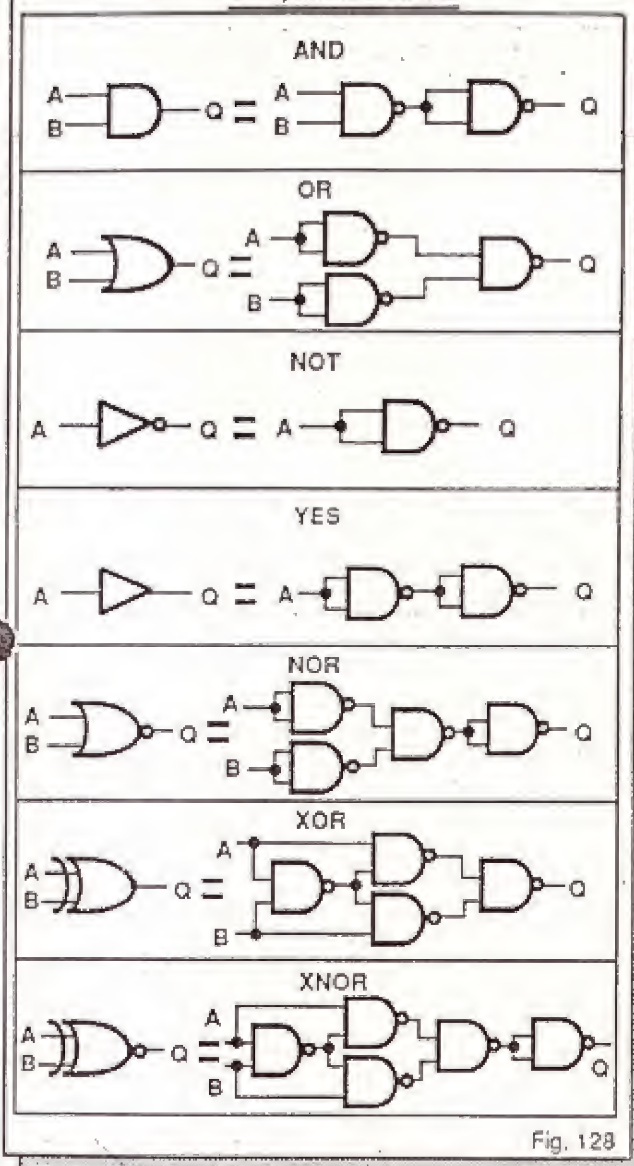 AND
A
B
Q = A
B
Q
OR
A
B
Q = A
B
Q
NOT
A Q = A Q
YES
A Q = A Q
NOR
A
B
Q = A
B
Q
XOR
A
B
Q = A
B
Q
XNOR
A
B
Q = A
B
Q
Fig. 128